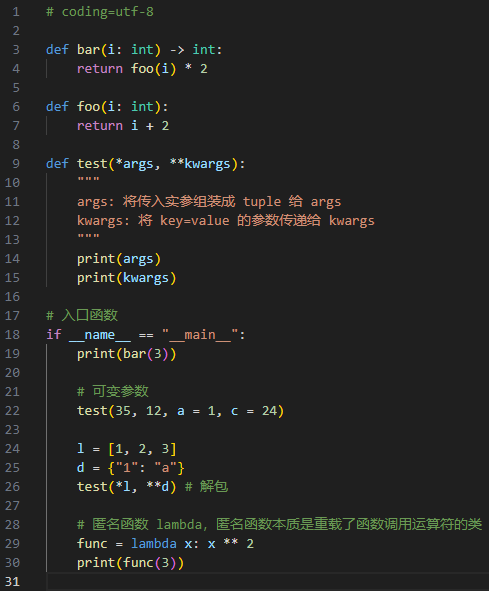 1 # coding=utf-8
2
3 def bar(i: int) -> int:
4     return foo(i) * 2
5
6 def foo(i: int):
7     return i + 2
8
9 def test(*args, **kwargs):
10     """
11     args: 将传入实参组装成 tuple 给 args
12     kwargs: 将 key=value 的参数传递给 kwargs
13     """
14     print(args)
15     print(kwargs)
16
17 # 入口函数
18 if __name__ == "__main__":
19     print(bar(3))
20
21     # 可变参数
22     test(35, 12, a = 1, c = 24)
23
24     l = [1, 2, 3]
25     d = {"1": "a"}
26     test(*l, **d) # 解包
27
28     # 匿名函数 lambda, 匿名函数本质是重载了函数调用运算符的类
29     func = lambda x: x ** 2
30     print(func(3))
31